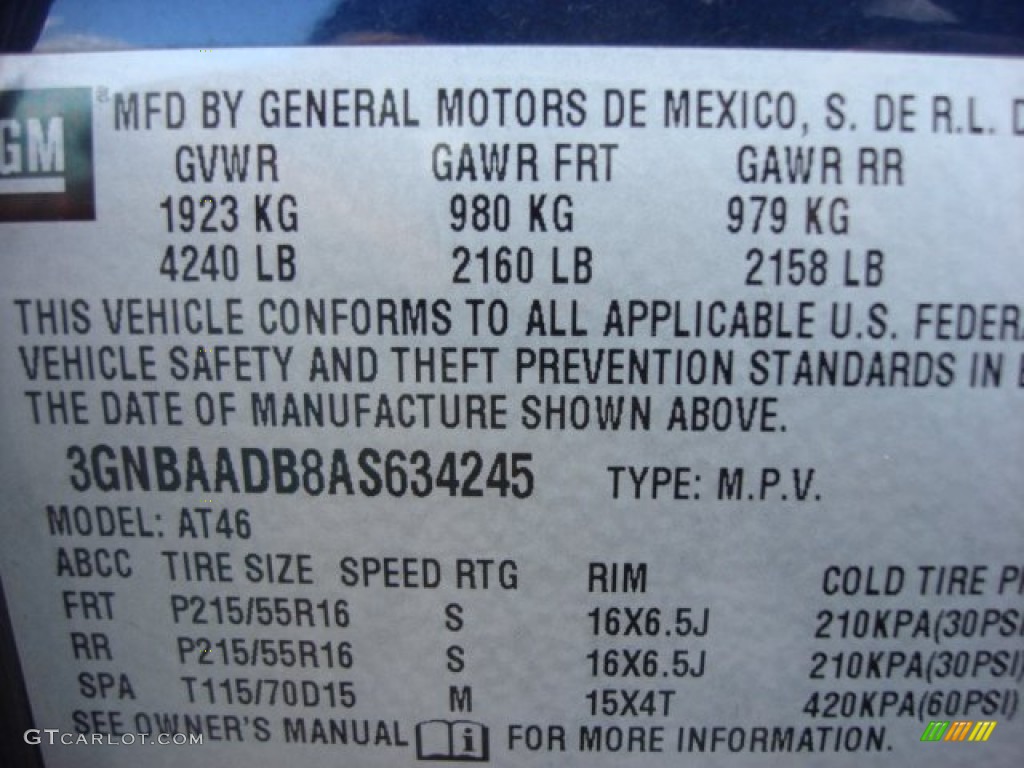 GM MFD BY GENERAL MOTORS DE MEXICO, S. DE R.L.
GVWR GAWR FRT GAWR RR
1923 KG 980 KG 979 KG
4240 LB 2160 LB 2158 LB
THIS VEHICLE CONFORMS TO ALL APPLICABLE U.S. FEDERA
VEHICLE SAFETY AND THEFT PREVENTION STANDARDS IN
THE DATE OF MANUFACTURE SHOWN ABOVE.
3GNBAADB8AS634245 TYPE: M.P.V.
MODEL: AT46
ABCC TIRE SIZE SPEED RTG RIM COLD TIRE P
FRT P215/55R16 S 16X6.5J 210KPA(30PSI
RR P215/55R16 S 16X6.5J 210KPA(30PSI)
SPA T115/70D15 M 15X4T 420KPA(60PSI)
SEE OWNER'S MANUAL i FOR MORE INFORMATION.
GTCARLOT.COM